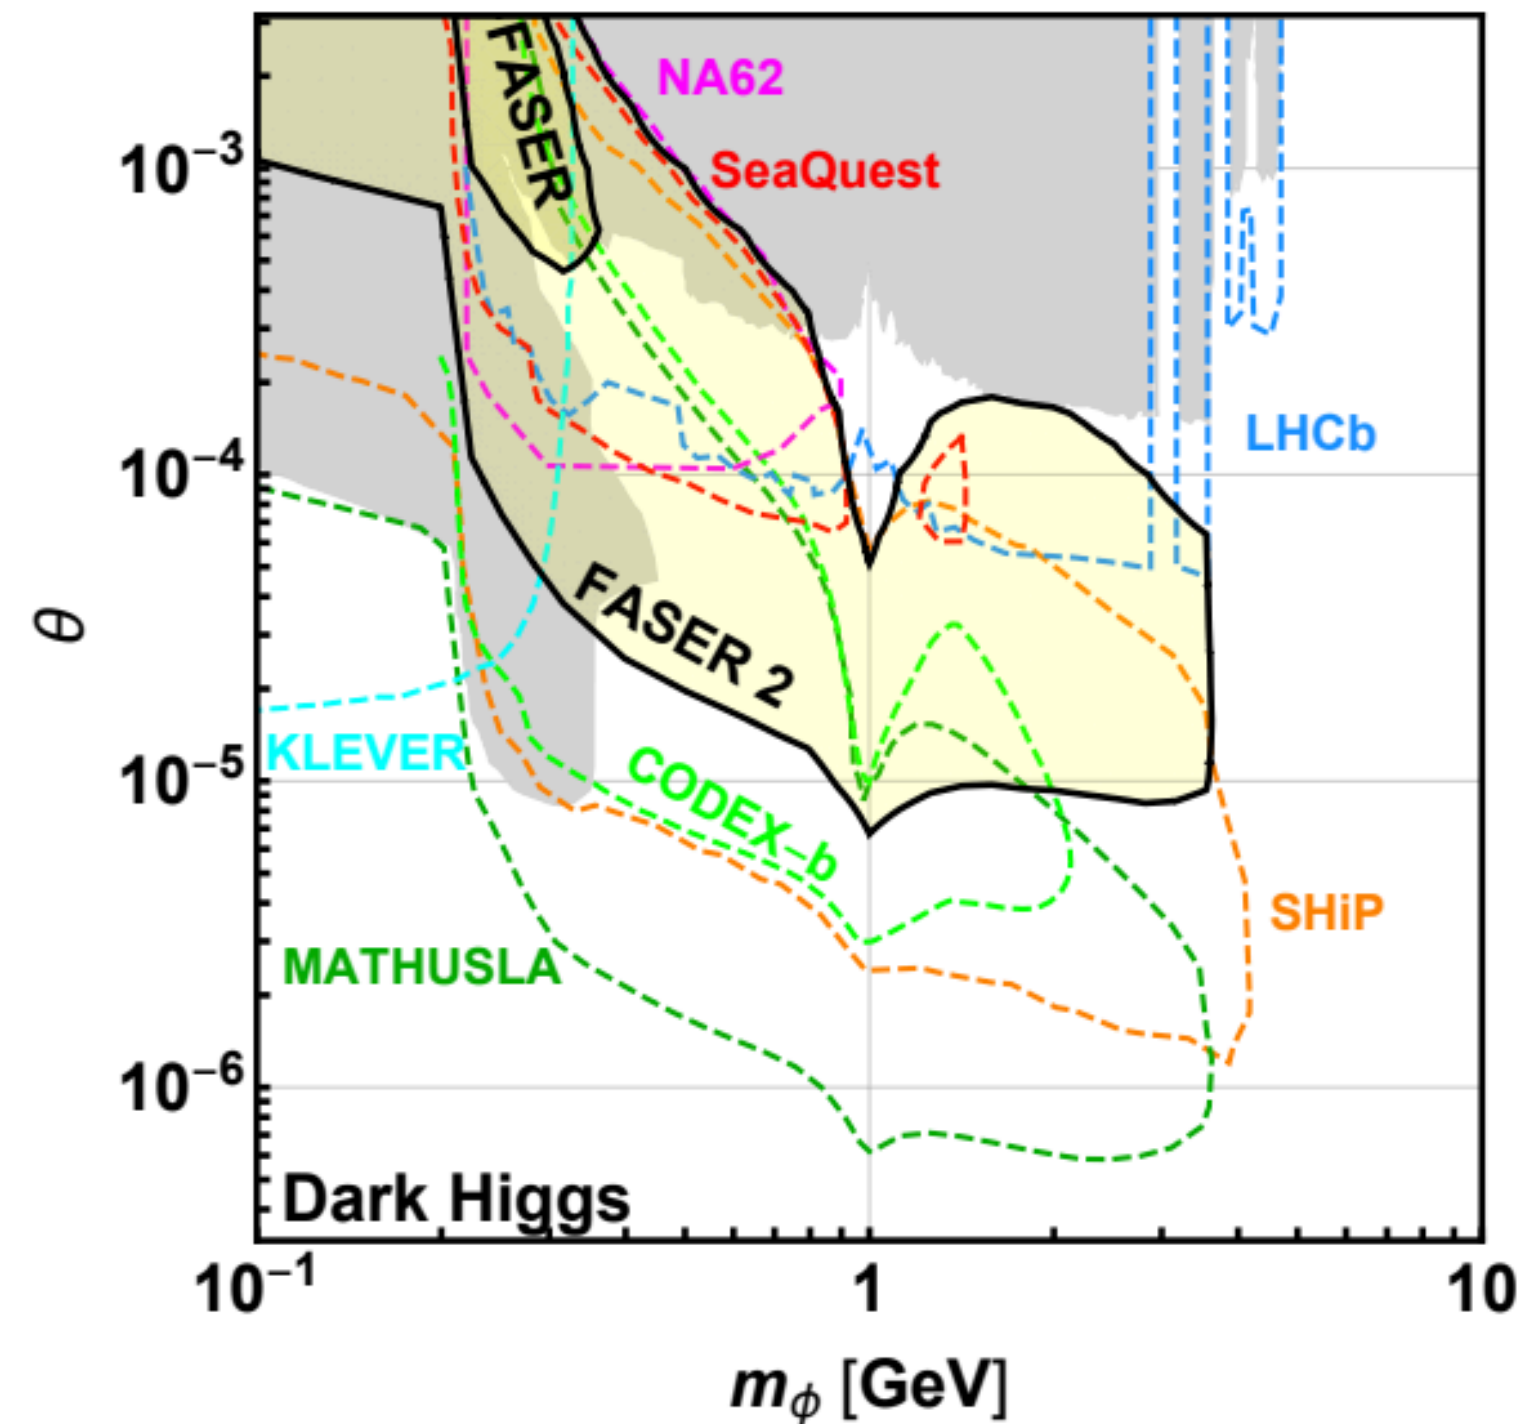 FASER
NA62
SeaQuest
10⁻³
LHCb
10⁻⁴
θ
FASER 2
KLEVER
10⁻⁵
CODEX–b
SHiP
MATHUSLA
10⁻⁶
Dark Higgs
10⁻¹ 1 10
mϕ [GeV]